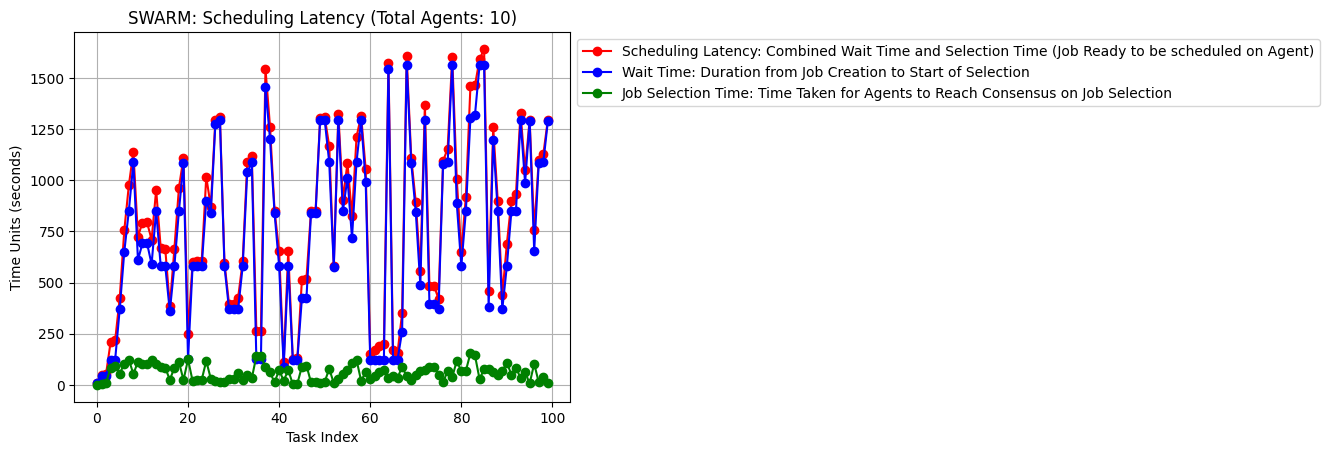 SWARM: Scheduling Latency (Total Agents: 10)
Scheduling Latency: Combined Wait Time and Selection Time (Job Ready to be scheduled on Agent)
Wait Time: Duration from Job Creation to Start of Selection
Job Selection Time: Time Taken for Agents to Reach Consensus on Job Selection
Time Units (seconds)
1500
1250
1000
750
500
250
0
0 20 40 60 80 100
Task Index